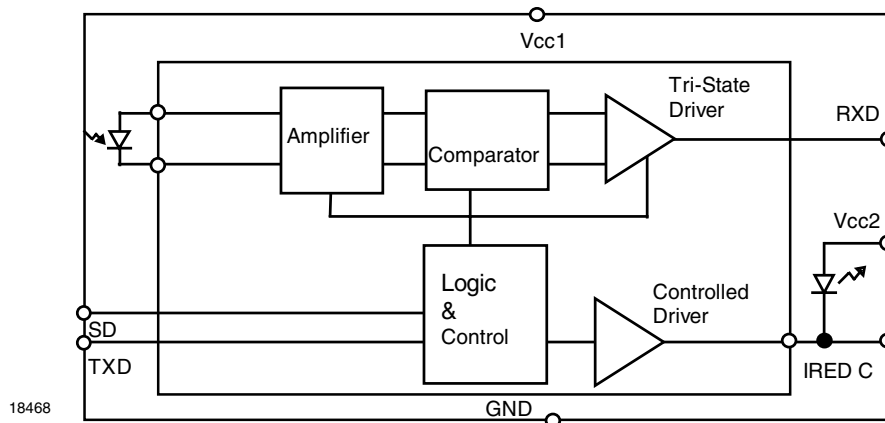 Vcc1
Tri-State
Driver
RXD
Amplifier
Comparator
Vcc2
Logic
&
Control
Controlled
Driver
SD
TXD
IRED C
GND
18468